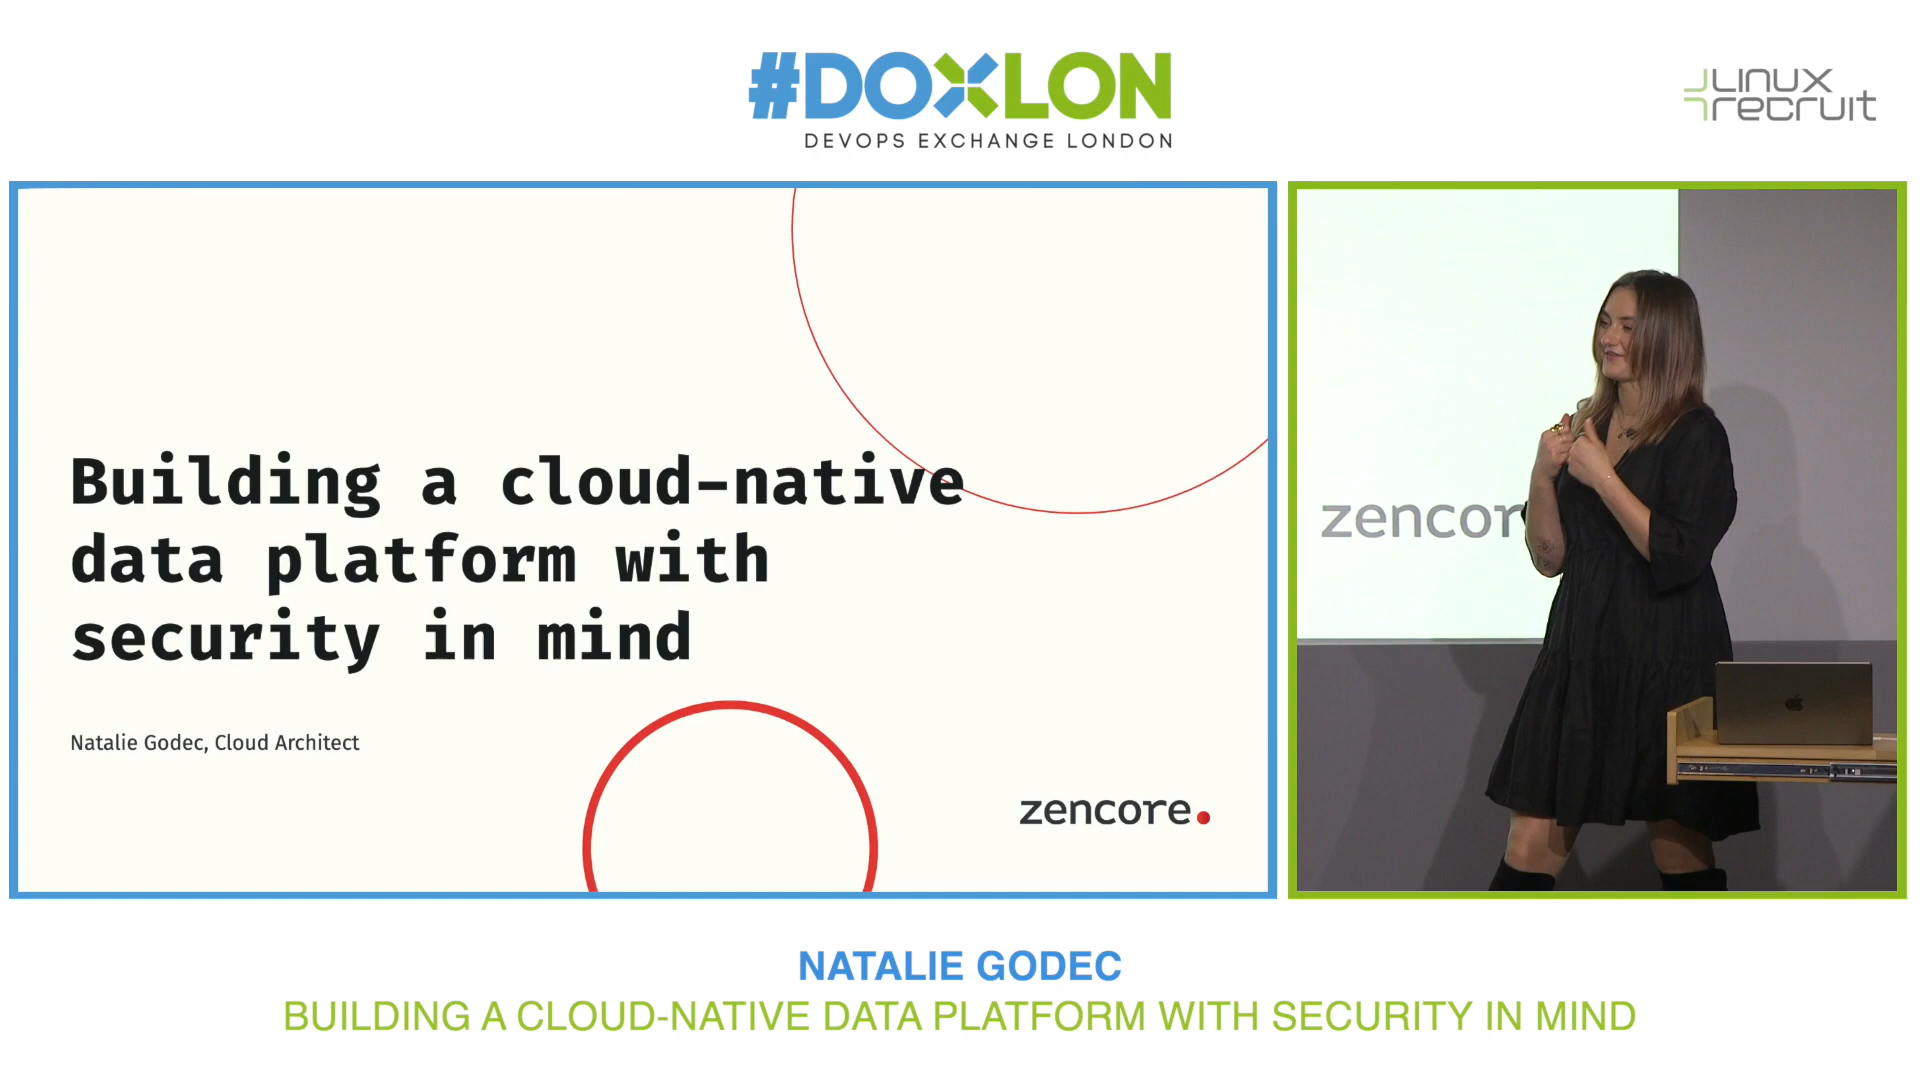 #DOXLON
DEVOPS EXCHANGE LONDON
LINUX
recruit
Building a cloud-native
data platform with
security in mind
Natalie Godec, Cloud Architect
zencore.
zencor
NATALIE GODEC
BUILDING A CLOUD-NATIVE DATA PLATFORM WITH SECURITY IN MIND